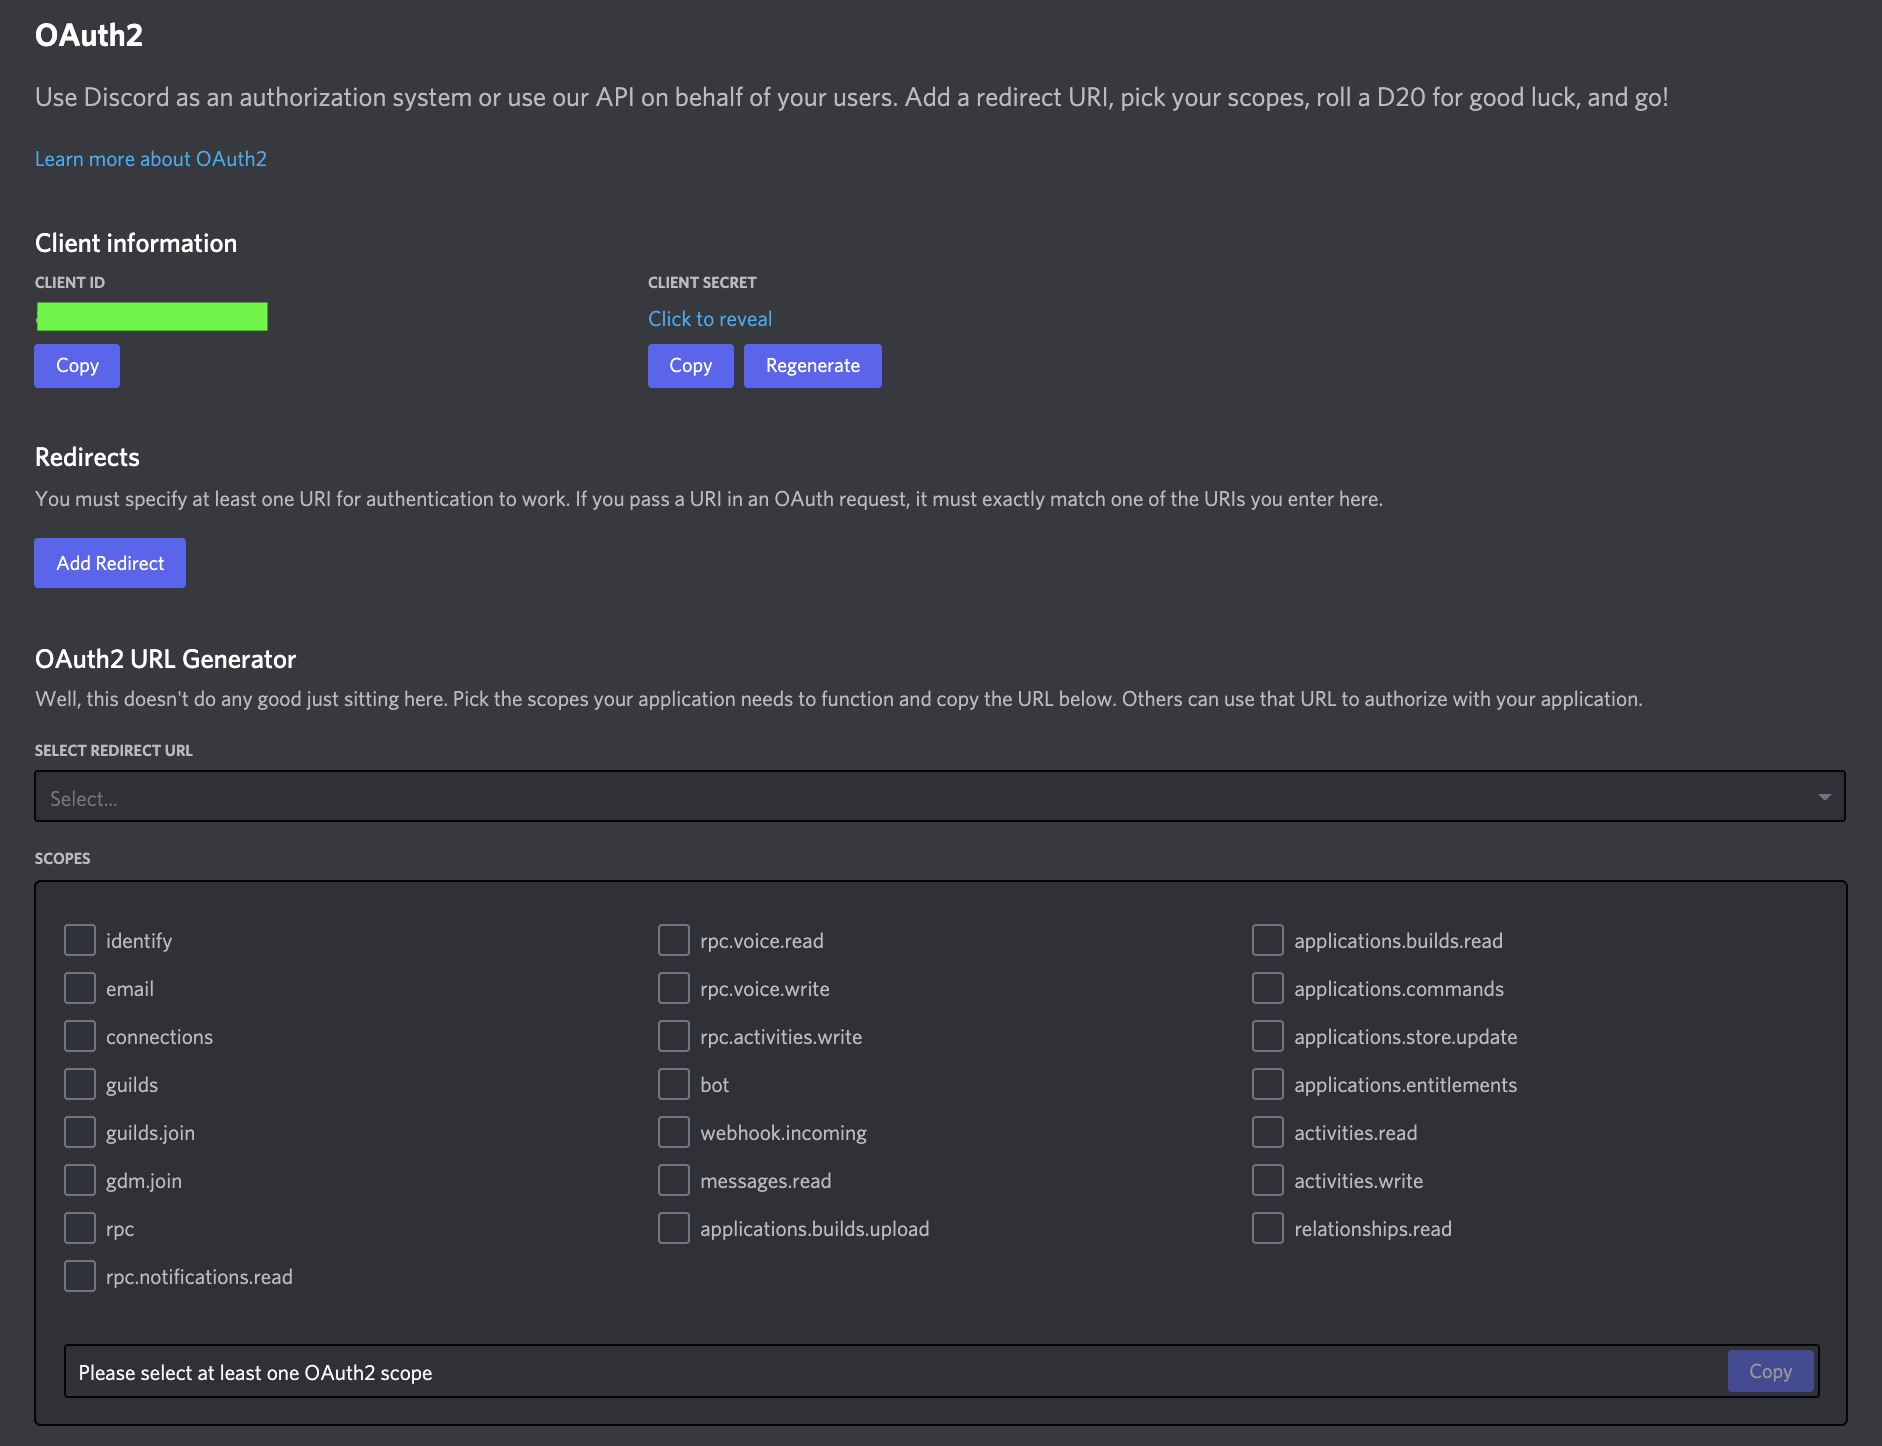 OAuth2
Use Discord as an authorization system or use our API on behalf of your users. Add a redirect URI, pick your scopes, roll a D20 for good luck, and go!
Learn more about OAuth2
Client information
CLIENT ID
Copy
CLIENT SECRET
Click to reveal
Copy
Regenerate
Redirects
You must specify at least one URI for authentication to work. If you pass a URI in an OAuth request, it must exactly match one of the URIs you enter here.
Add Redirect
OAuth2 URL Generator
Well, this doesn't do any good just sitting here. Pick the scopes your application needs to function and copy the URL below. Others can use that URL to authorize with your application.
SELECT REDIRECT URL
Select...
SCOPES
identify
email
connections
guilds
guilds.join
gdm.join
rpc
rpc.notifications.read
rpc.voice.read
rpc.voice.write
rpc.activities.write
bot
webhook.incoming
messages.read
applications.builds.upload
applications.builds.read
applications.commands
applications.store.update
applications.entitlements
activities.read
activities.write
relationships.read
Please select at least one OAuth2 scope
Copy